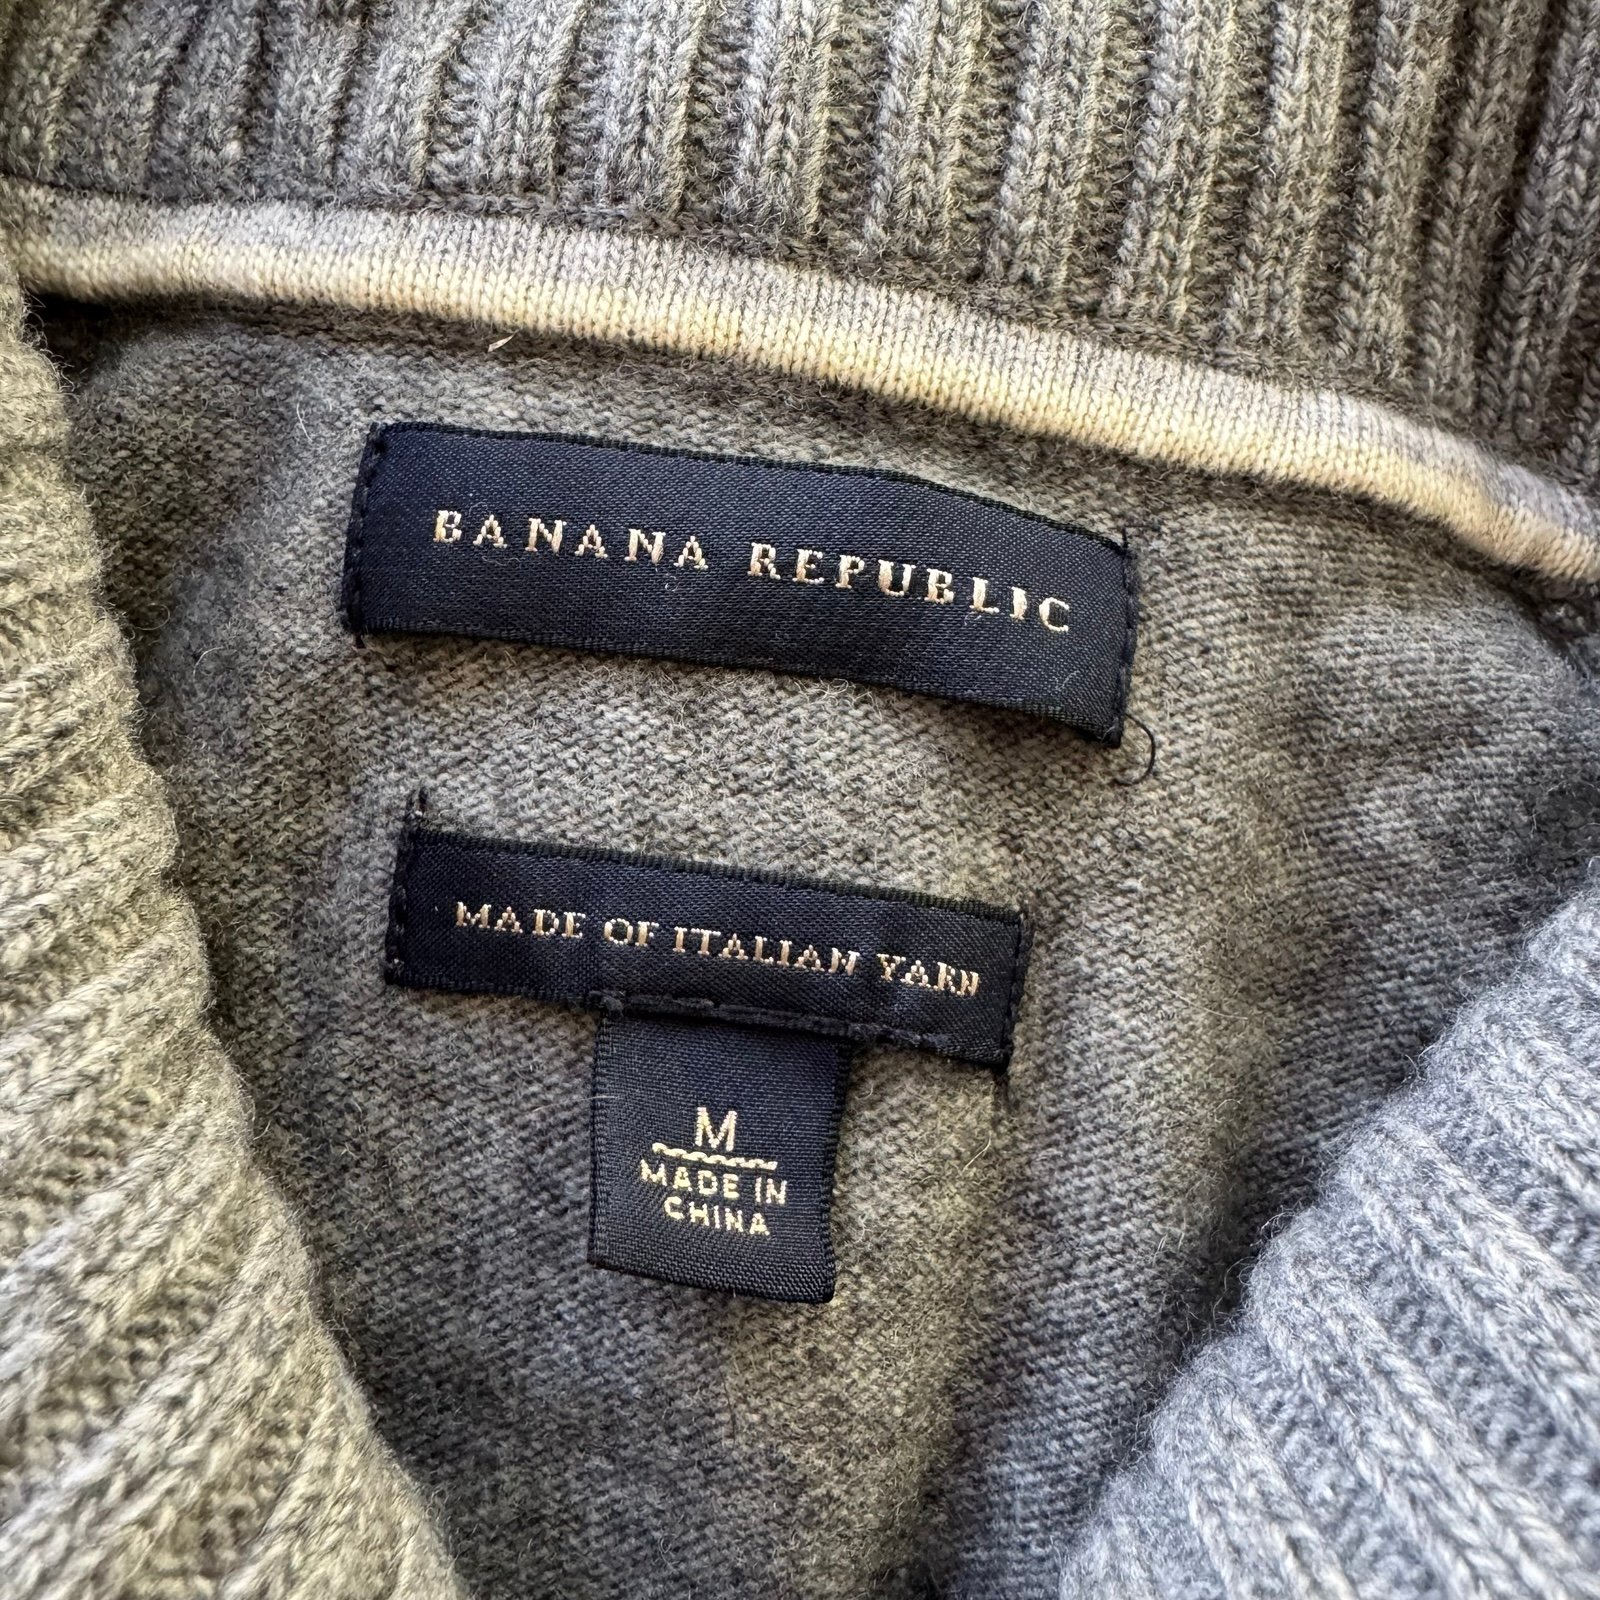 BANANA REPUBLIC
MADE OF ITALIAN YARN
M
MADE IN
CHINA